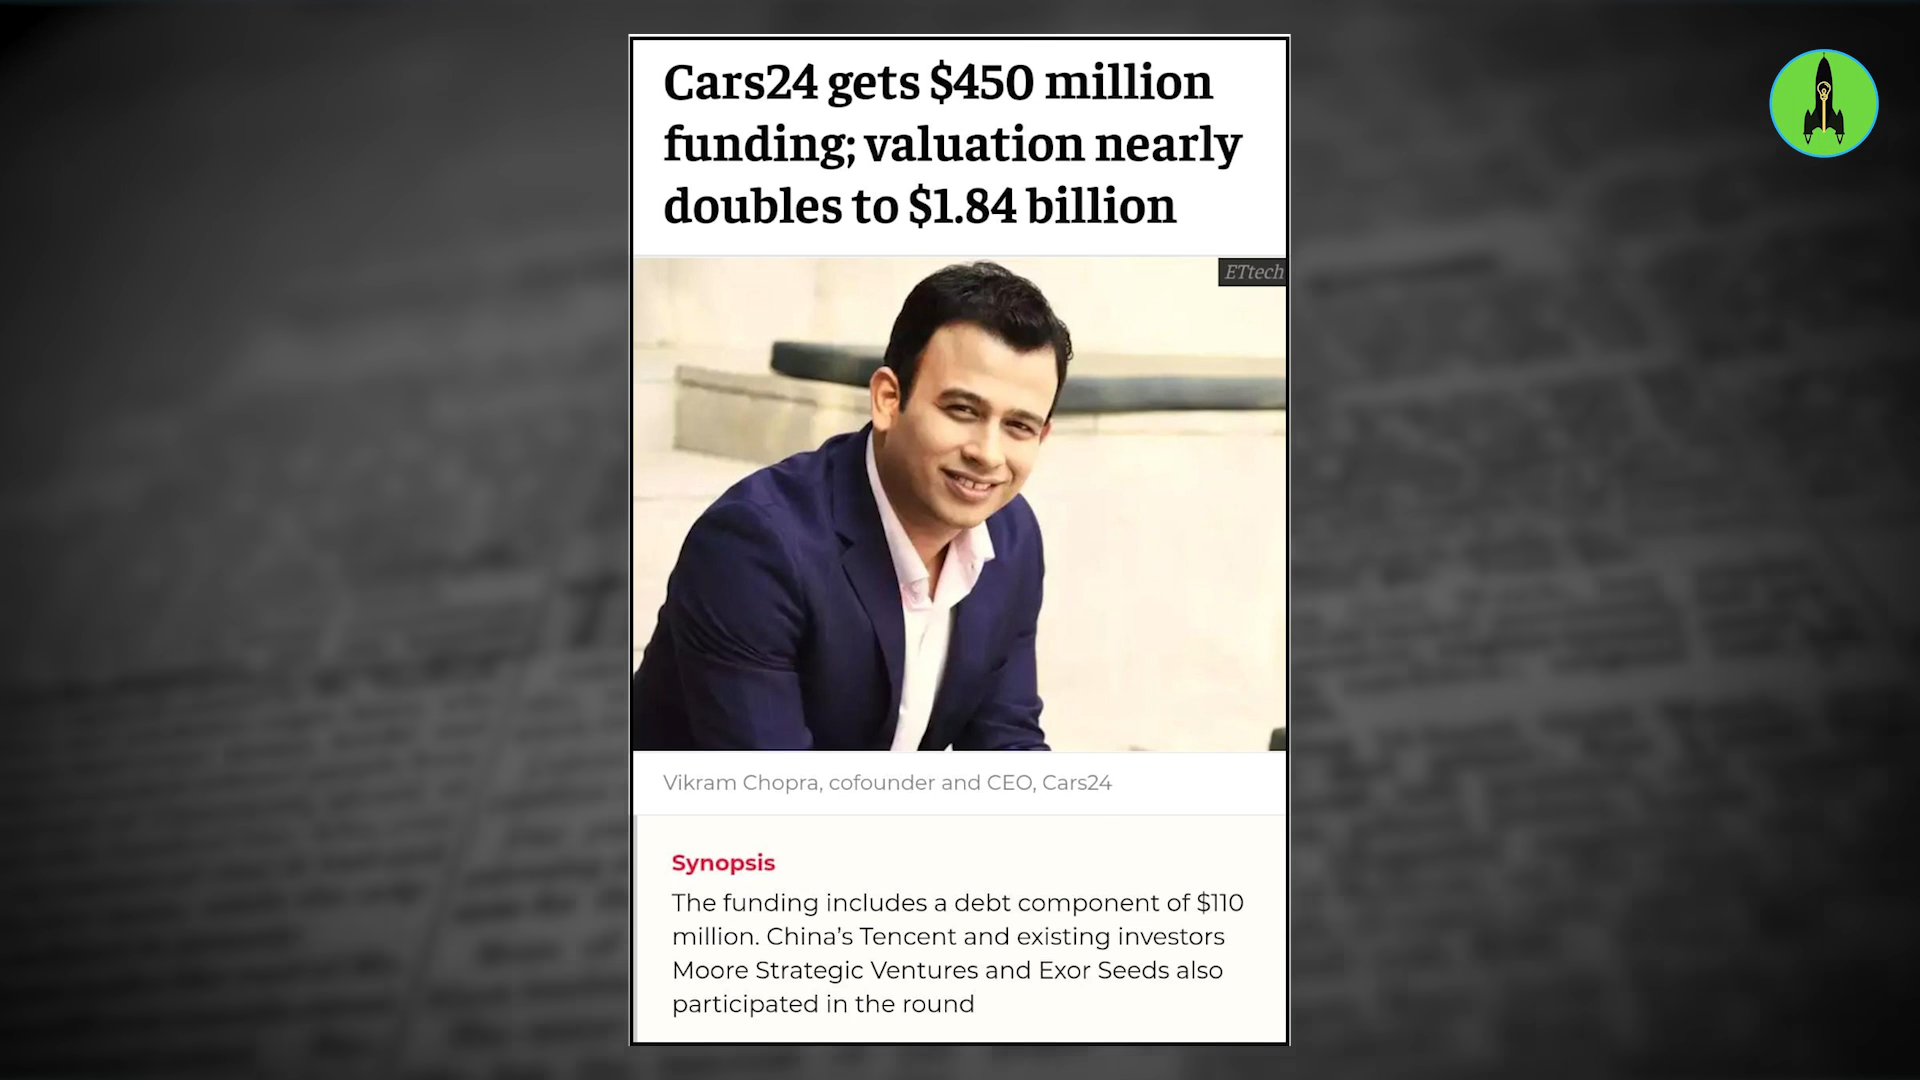 Cars24 gets $450 million
funding; valuation nearly
doubles to $1.84 billion
ETtech
Vikram Chopra, cofounder and CEO, Cars24
Synopsis
The funding includes a debt component of $110
million. China's Tencent and existing investors
Moore Strategic Ventures and Exor Seeds also
participated in the round